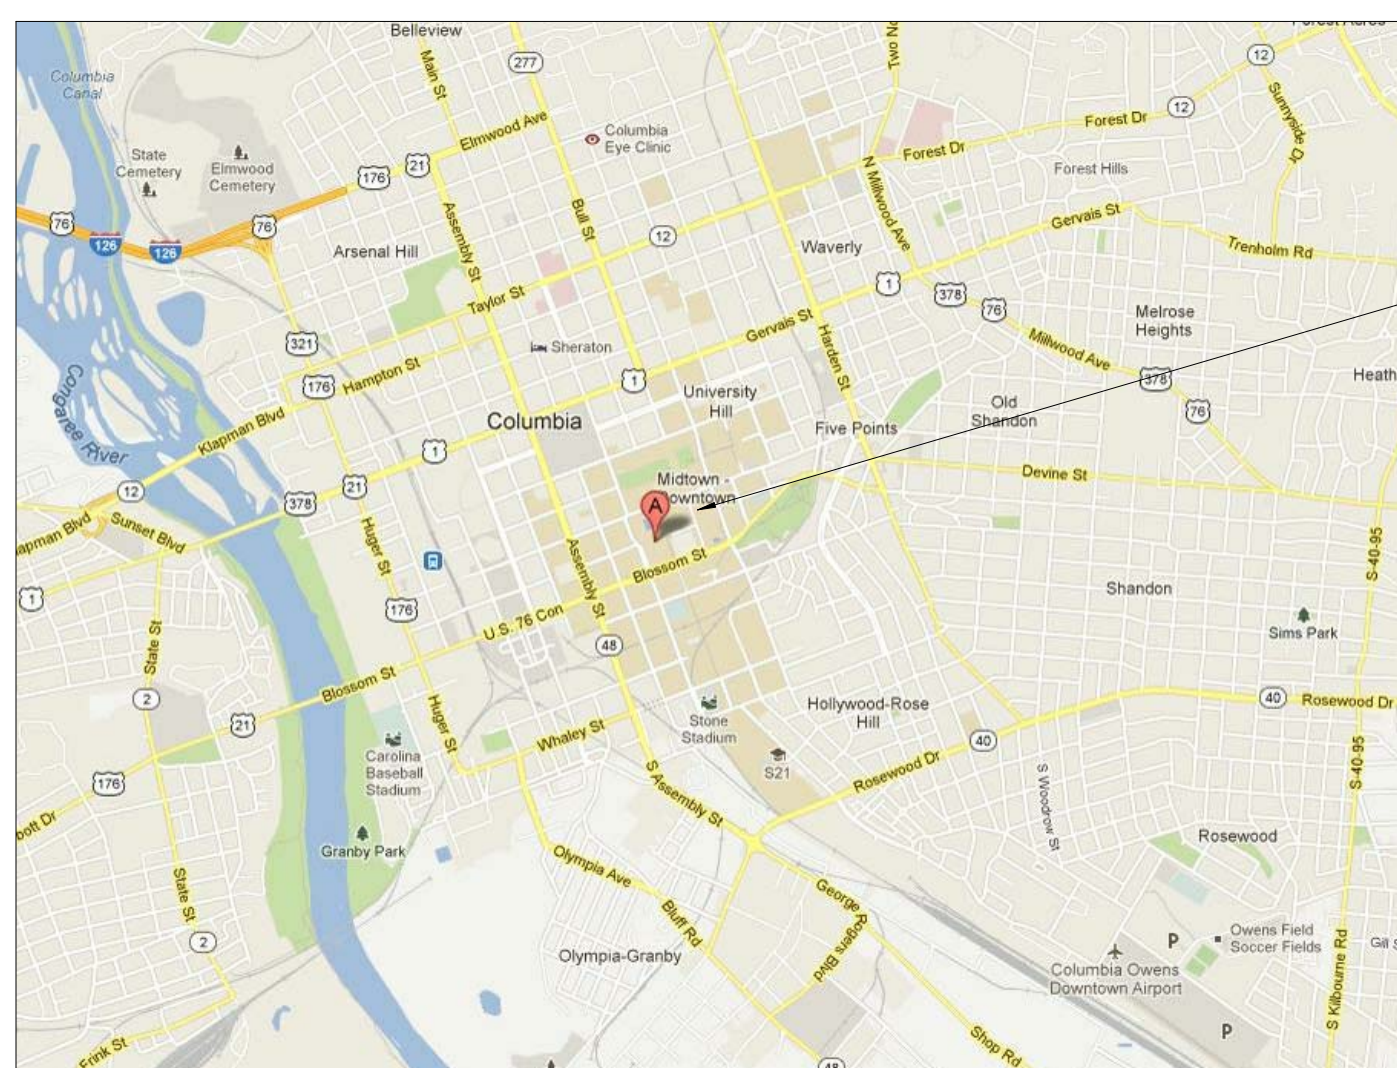 Belleview
Two No
277
12
Columbia
Canal
Main St
Sunnyside Dr
12
Elmwood Ave
Columbia
Eye Clinic
Forest Dr
Forest Dr
State
Cemetery
Elmwood
Cemetery
176
21
N Millwood Ave
Forest Hills
76
126
126
76
Arsenal Hill
Assembly St
Bull St
12
Waverly
Gervais St
Trenholm Rd
Taylor St
1
378
76
Melrose
Heights
321
Sheraton
Gervais St
Harden St
Millwood Ave
378
176
Hampton St
1
University
Hill
Heath
76
Congaree River
Klapman Blvd
Columbia
Old
Shandon
Five Points
1
Midtown -
Downtown
Devine St
12
21
378
A
apman Blvd
Sunset Blvd
Huger St
Assembly St
Blossom St
S-40-95
1
176
U.S. 76 Con
Shandon
Sims Park
State St
48
2
Blossom St
21
Huger St
Hollywood-Rose
Hill
40
Rosewood Dr
Stone
Stadium
Whaley St
40
Carolina
Baseball
Stadium
S21
Rosewood Dr
S-40-95
176
S Assembly St
S Woodrow St
bott Dr
Granby Park
Rosewood
Olympia Ave
State St
George Rogers Blvd
Bluff Rd
2
Olympia-Granby
P
Owens Field
Soccer Fields
Gill S
Columbia Owens
Downtown Airport
S Kilbourne Rd
P
Frink St
Shop Rd
48